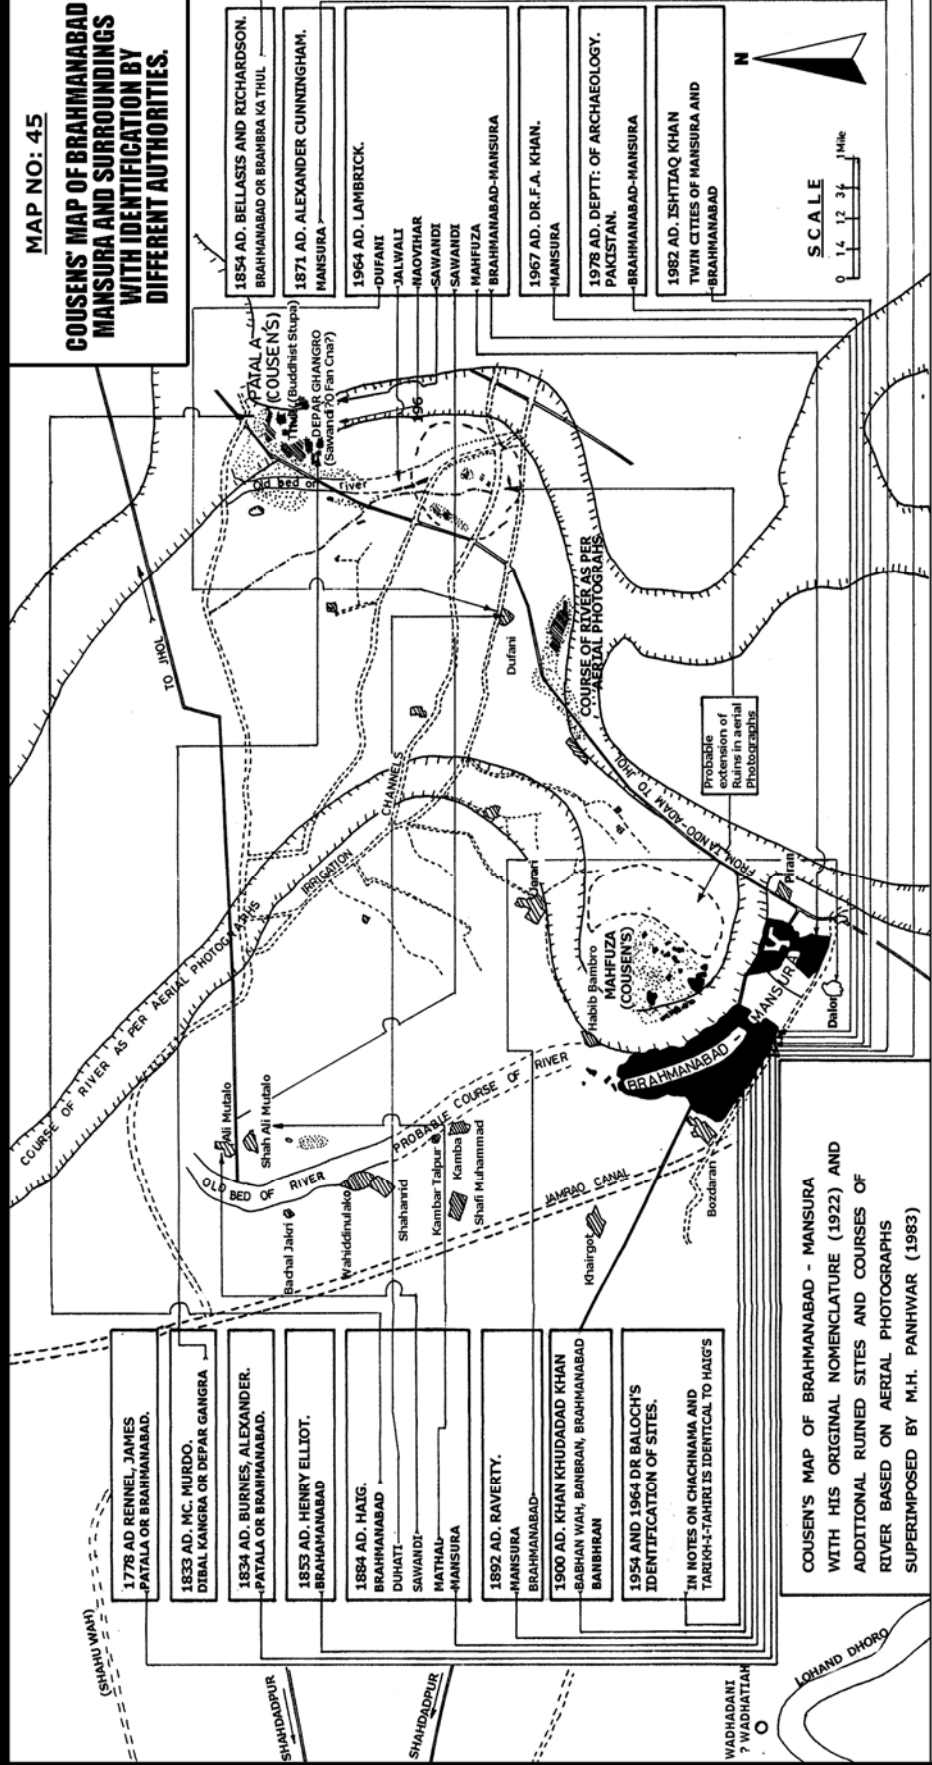 MAP NO: 45
COUSENS' MAP OF BRAHMANABAD
MANSURA AND SURROUNDINGS
WITH IDENTIFICATION BY
DIFFERENT AUTHORITIES.
1854 AD. BELLASIS AND RICHARDSON.
BRAHMANABAD OR BRAMBRA KA THUL
1871 AD. ALEXANDER CUNNINGHAM.
MANSURA
1964 AD. LAMBRICK.
DUFANI
JALWALI
NAOVIHAR
SAWANDI
SAWANDI
MAHFUZA
BRAHMANABAD-MANSURA
1967 AD. DR.F.A. KHAN.
MANSURA
1978 AD. DEPTT: OF ARCHAEOLOGY.
PAKISTAN.
BRAHMANABAD-MANSURA
1982 AD. ISHTIAQ KHAN
TWIN CITIES OF MANSURA AND
BRAHMANABAD
N
SCALE
0 14 12 34 1Mile
PATALA
(COUSEN'S)
Thul (Buddhist Stupa)
DEPAR GHANGRO
(Sawandi?O Fan Cna?)
196
Old bed of river
TO JHOL
Dufani
COURSE OF RIVER AS PER
AERIAL PHOTOGRAHS
Probable
extension of
Ruins in aerial
Photographs
FROM TANDO-ADAM TO JHOL
IRRIGATION CHANNELS
COURSE OF RIVER AS PER AERIAL PHOTOGRAPHS
Piran
Habib Bambro
MAHFUZA
(COUSEN'S)
MANSURA
BRAHMANABAD -
Dalor
Ali Mutalo
Shah Ali Mutalo
OLD BED OF RIVER
PROBABLE COURSE OF RIVER
Badhal Jakri
Wahiddinulako
Shahannid
Kambar Talpur
Kamba
Shafi Muhammad
JAMRAO CANAL
Khairgot
Bozdaran
1778 AD RENNEL, JAMES
PATALA OR BRAHMANABAD.
1833 AD. MC. MURDO.
DIBAL KANGRA OR DEPAR GANGRA
1834 AD. BURNES, ALEXANDER.
PATALA OR BRAHMANABAD.
1853 AD. HENRY ELLIOT.
BRAHAMANABAD
1884 AD. HAIG.
BRAHMANABAD
DUHATI
SAWANDI
MATHAL
MANSURA
1892 AD. RAVERTY.
MANSURA
BRAHMANABAD
1900 AD. KHAN KHUDADAD KHAN
BABHAN WAH, BANBRAN, BRAHMANABAD
BANBHRAN
1954 AND 1964 DR BALOCH'S
IDENTIFICATION OF SITES.
IN NOTES ON CHACHNAMA AND
TARIKH-I-TAHIRI IS IDENTICAL TO HAIG'S
COUSEN'S MAP OF BRAHMANABAD - MANSURA
WITH HIS ORIGINAL NOMENCLATURE (1922) AND
ADDITIONAL RUINED SITES AND COURSES OF
RIVER BASED ON AERIAL PHOTOGRAPHS
SUPERIMPOSED BY M.H. PANHWAR (1983)
(SHAHU WAH)
SHAHDADPUR
SHAHDADPUR
WADHADANI
? WADHATIAH
LOHAND DHORO